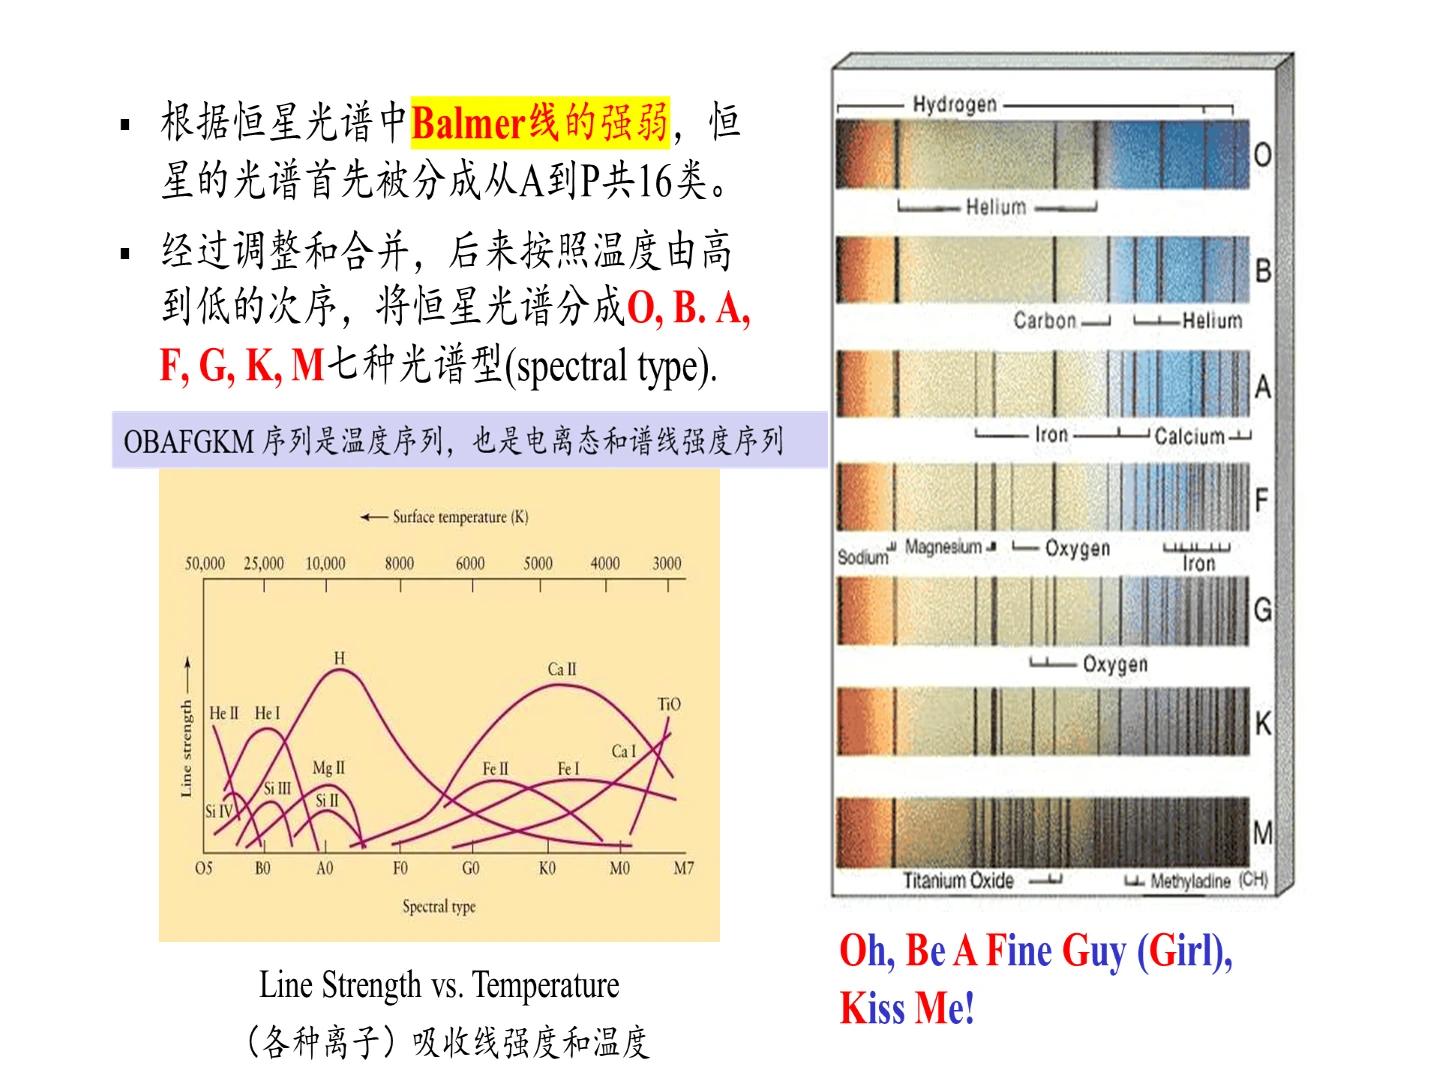 根据恒星光谱中Balmer线的强弱，恒
星的光谱首先被分成从A到P共16类。
经过调整和合并，后来按照温度由高
到低的次序，将恒星光谱分成O, B. A,
F, G, K, M七种光谱型(spectral type).
OBAFGKM 序列是温度序列，也是电离态和谱线强度序列
Surface temperature (K)
50,000 25,000 10,000 8000 6000 5000 4000 3000
Line strength
H
Ca II
TiO
He II He I
Ca I
Mg II
Fe II
Fe I
Si III
Si II
Si IV
O5 B0 A0 F0 G0 K0 M0 M7
Spectral type
Line Strength vs. Temperature
（各种离子）吸收线强度和温度
Hydrogen
O
Helium
B
Carbon
Helium
A
Iron
Calcium
F
Sodium
Magnesium
Oxygen
Iron
G
Oxygen
K
M
Titanium Oxide
Methyladine (CH)
Oh, Be A Fine Guy (Girl),
Kiss Me!